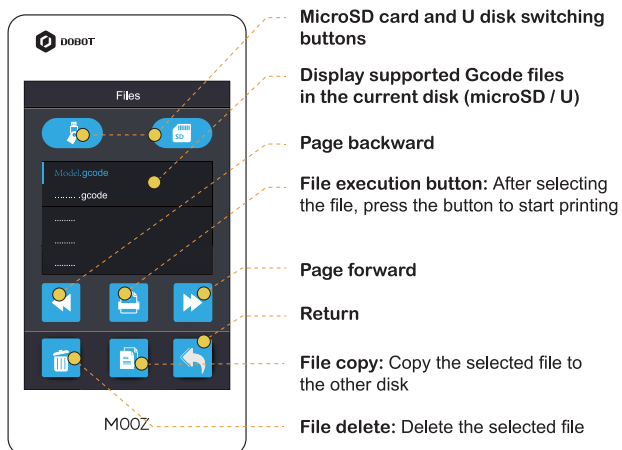 DOBOT
Files
SD
Model.gcode
........ .gcode
.........
.........
.........
MOOZ
MicroSD card and U disk switching
buttons
Display supported Gcode files
in the current disk (microSD / U)
Page backward
File execution button: After selecting
the file, press the button to start printing
Page forward
Return
File copy: Copy the selected file to
the other disk
File delete: Delete the selected file